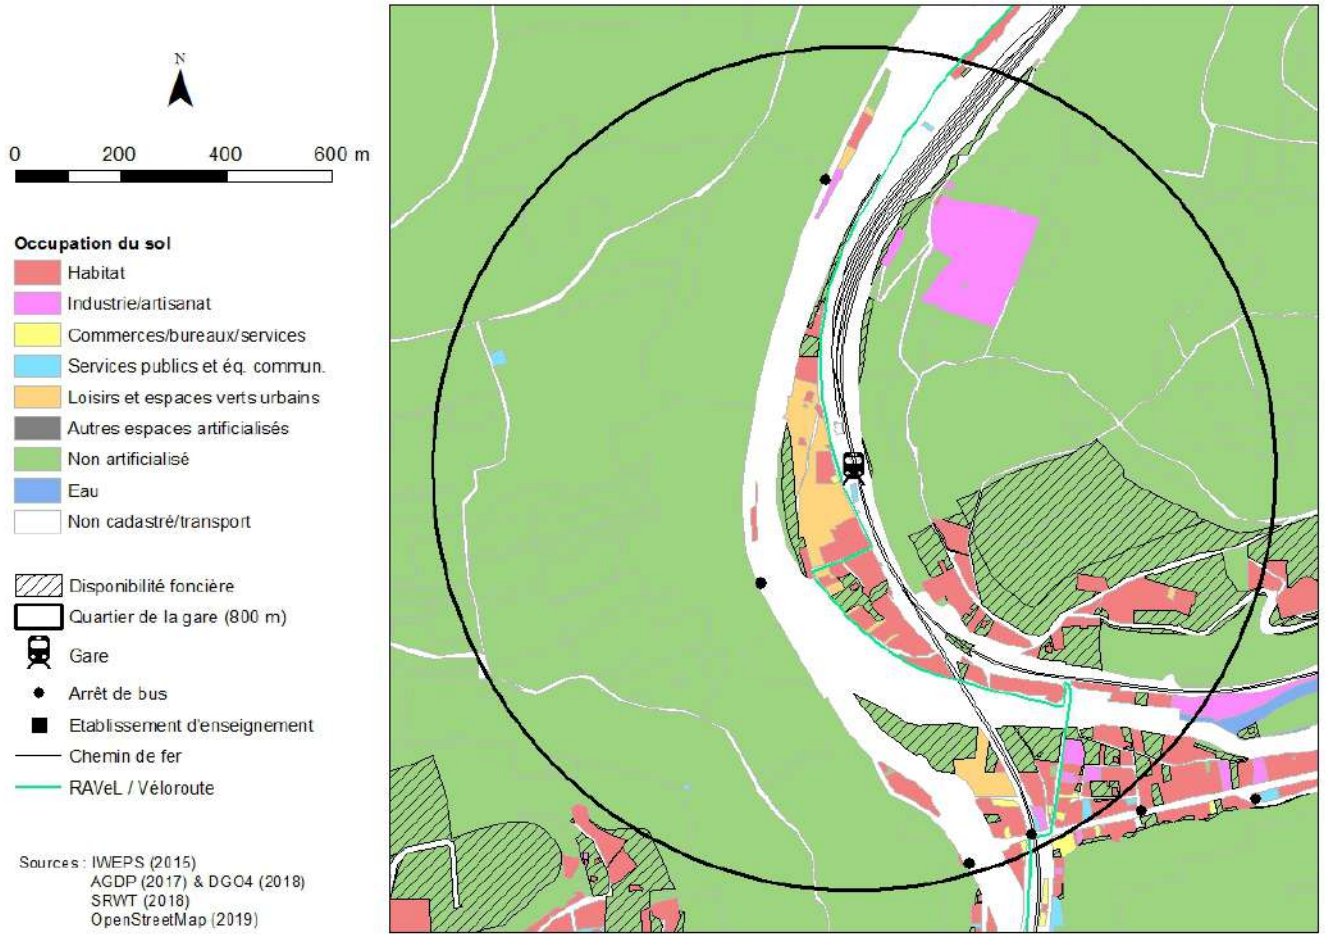 N
0 200 400 600 m
Occupation du sol
Habitat
Industrie/artisanat
Commerces/bureaux/services
Services publics et éq. commun.
Loisirs et espaces verts urbains
Autres espaces artificialisés
Non artificialisé
Eau
Non cadastré/transport
Disponibilité foncière
Quartier de la gare (800 m)
Gare
Arrêt de bus
Etablissement d'enseignement
Chemin de fer
RAVeL / Véloroute
Sources : IWEPS (2015)
AGDP (2017) & DGO4 (2018)
SRWT (2018)
OpenStreetMap (2019)